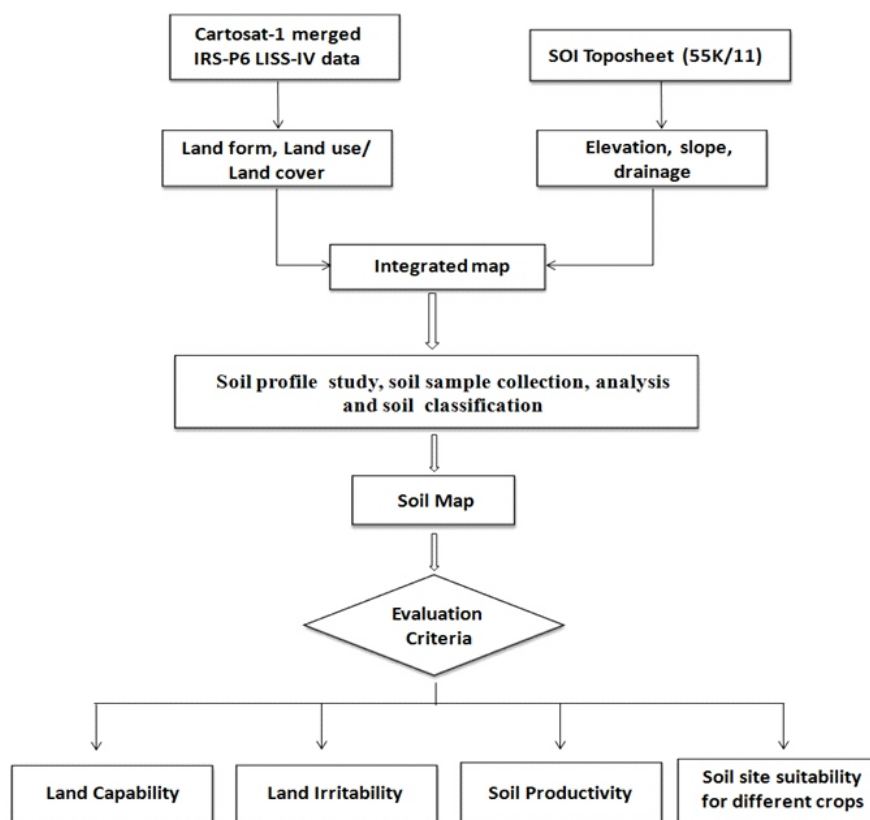 Cartosat-1 merged
IRS-P6 LISS-IV data
SOI Toposheet (55K/11)
Land form, Land use/
Land cover
Elevation, slope,
drainage
Integrated map
Soil profile study, soil sample collection, analysis
and soil classification
Soil Map
Evaluation
Criteria
Land Capability
Land Irritability
Soil Productivity
Soil site suitability
for different crops